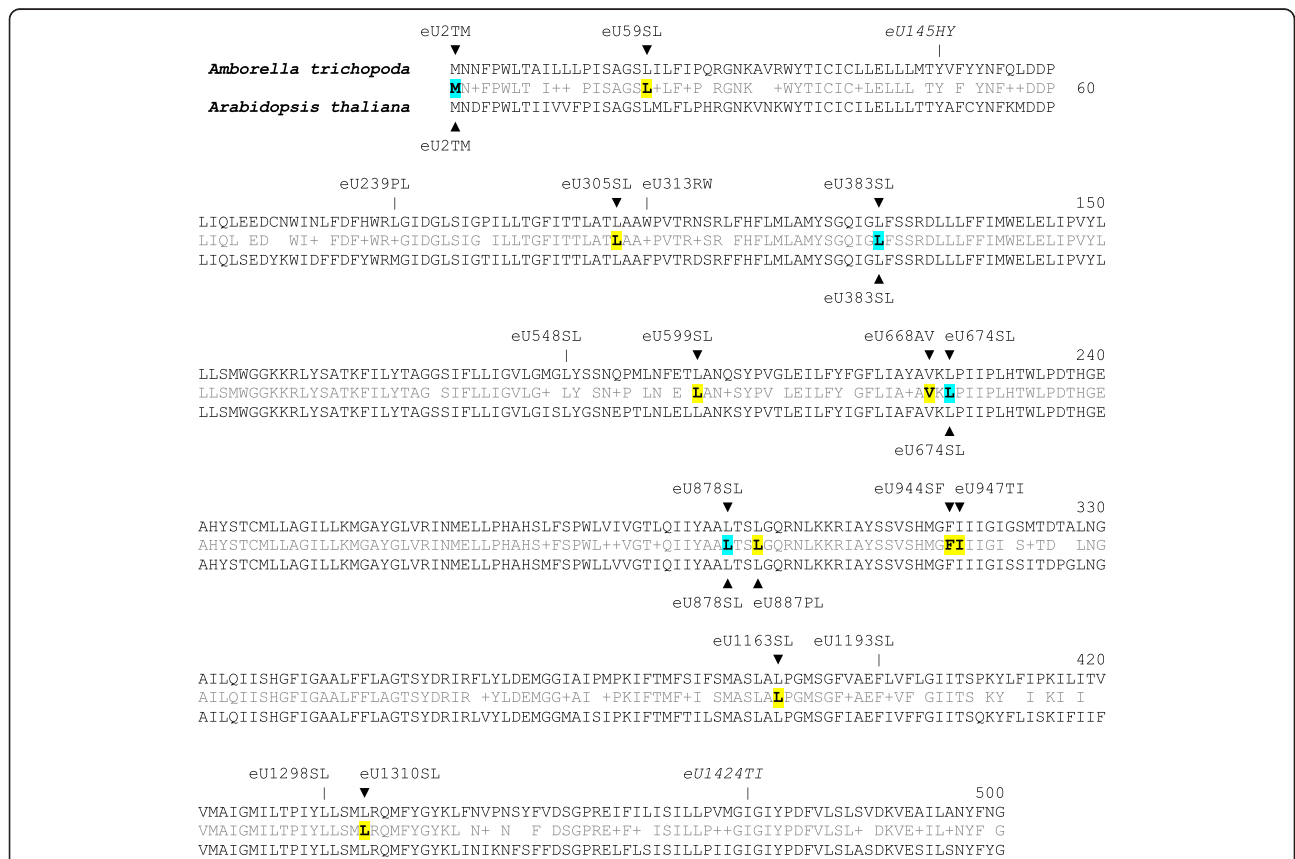 eU2TM eU59SL eU145HY
Amborella trichopoda MNNFPWLTAILLLPISAGSLILFIPQRGNKAVRWYTICICLLELLLMTYVFYYNFQLDDP
MN+FPWLT I++ PISAGSL+LF+P RGNK +WYTICIC+LELLL TY F YNF++DDP 60
Arabidopsis thaliana MNDFPWLTIIVVFPISAGSLMLFLPHRGNKVNKWYTICICILELLLTTYAFCYNFKMDDP
eU2TM
eU239PL eU305SL eU313RW eU383SL
150
LIQLEEDCNWINLFDFHWRLGIDGLSIGPILLTGFITTLATLAAWPVTRNSRLFHFLMLAMYSGQIGLFSSRDLLLFFIMWELELIPVYL
LIQL ED WI+ FDF+WR+GIDGLSIG ILLTGFITTLATLAA+PVTR+SR FHFLMLAMYSGQIGLFSSRDLLLFFIMWELELIPVYL
LIQLSEDYKWIDFFDFYWRMGIDGLSIGTILLTGFITTLATLAAFPVTRDSRFFHFLMLAMYSGQIGLFSSRDLLLFFIMWELELIPVYL
eU383SL
eU548SL eU599SL eU668AV eU674SL
240
LLSMWGGKKRLYSATKFILYTAGGSIFLLIGVLGMGLYSSNQPMLNFETLANQSYPVGLEILFYFGFLIAYAVKLPIIPLHTWLPDTHGE
LLSMWGGKKRLYSATKFILYTAG SIFLLIGVLG+ LY SN+P LN E LAN+SYPV LEILFY GFLIA+AVKLPIIPLHTWLPDTHGE
LLSMWGGKKRLYSATKFILYTAGSSIFLLIGVLGISLYGSNEPTLNLELLANKSYPVTLEILFYIGFLIAFAVKLPIIPLHTWLPDTHGE
eU674SL
eU878SL eU944SF eU947TI
330
AHYSTCMLLAGILLKMGAYGLVRINMELLPHAHSLFSPWLVIVGTLQIIYAALTSLGQRNLKKRIAYSSVSHMGFIIIGIGSMTDTALNG
AHYSTCMLLAGILLKMGAYGLVRINMELLPHAHS+FSPWL++VGT+QIIYAALTSLGQRNLKKRIAYSSVSHMGFIIIGI S+TD LNG
AHYSTCMLLAGILLKMGAYGLVRINMELLPHAHSMFSPWLLVVGTIQIIYAALTSLGQRNLKKRIAYSSVSHMGFIIIGISSITDPGLNG
eU878SL eU887PL
eU1163SL eU1193SL
420
AILQIISHGFIGAALFFLAGTSYDRIRFLYLDEMGGIAIPMPKIFTMFSIFSMASLALPGMSGFVAEFLVFLGIITSPKYLFIPKILITV
AILQIISHGFIGAALFFLAGTSYDRIR +YLDEMGG+AI +PKIFTMF+I SMASLALPGMSGF+AEF+VF GIITS KY I KI I
AILQIISHGFIGAALFFLAGTSYDRIRLVYLDEMGGMAISIPKIFTMFTILSMASLALPGMSGFIAEFIVFFGIITSQKYFLISKIFIIF
eU1298SL eU1310SL eU1424TI
500
VMAIGMILTPIYLLSMLRQMFYGYKLFNVPNSYFVDSGPREIFILISILLPVMGIGIYPDFVLSLSVDKVEAILANYFNG
VMAIGMILTPIYLLSMLRQMFYGYKL N+ N F DSGPRE+F+ ISILLP++GIGIYPDFVLSL+ DKVE+IL+NYF G
VMAIGMILTPIYLLSMLRQMFYGYKLINIKNFSFFDSGPRELFLSISILLPIIGIGIYPDFVLSLASDKVESILSNYFYG